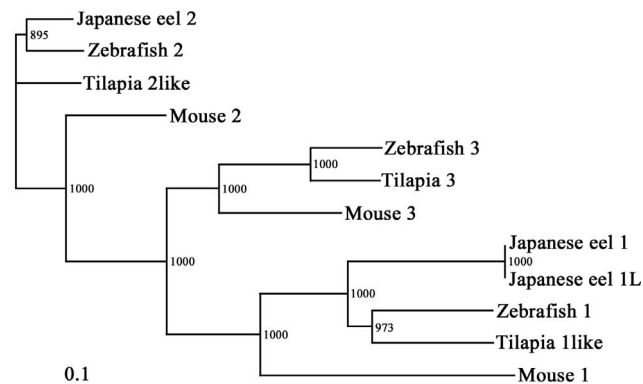 Japanese eel 2
895
Zebrafish 2
Tilapia 2like
Mouse 2
Zebrafish 3
1000
Tilapia 3
1000
1000
Mouse 3
Japanese eel 1
1000
1000
Japanese eel 1L
1000
Zebrafish 1
973
1000
Tilapia 1like
0.1
Mouse 1